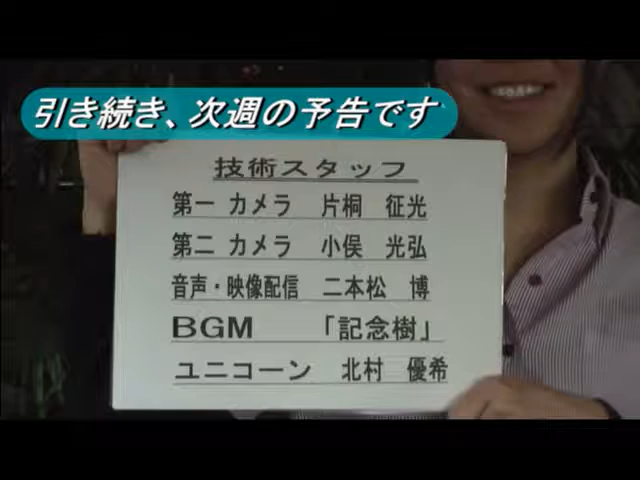 引き続き、次週の予告です
技術スタッフ
第一 カメラ 片桐 征光
第二 カメラ 小俣 光弘
音声・映像配信 二本松 博
BGM 「記念樹」
ユニコーン 北村 優希